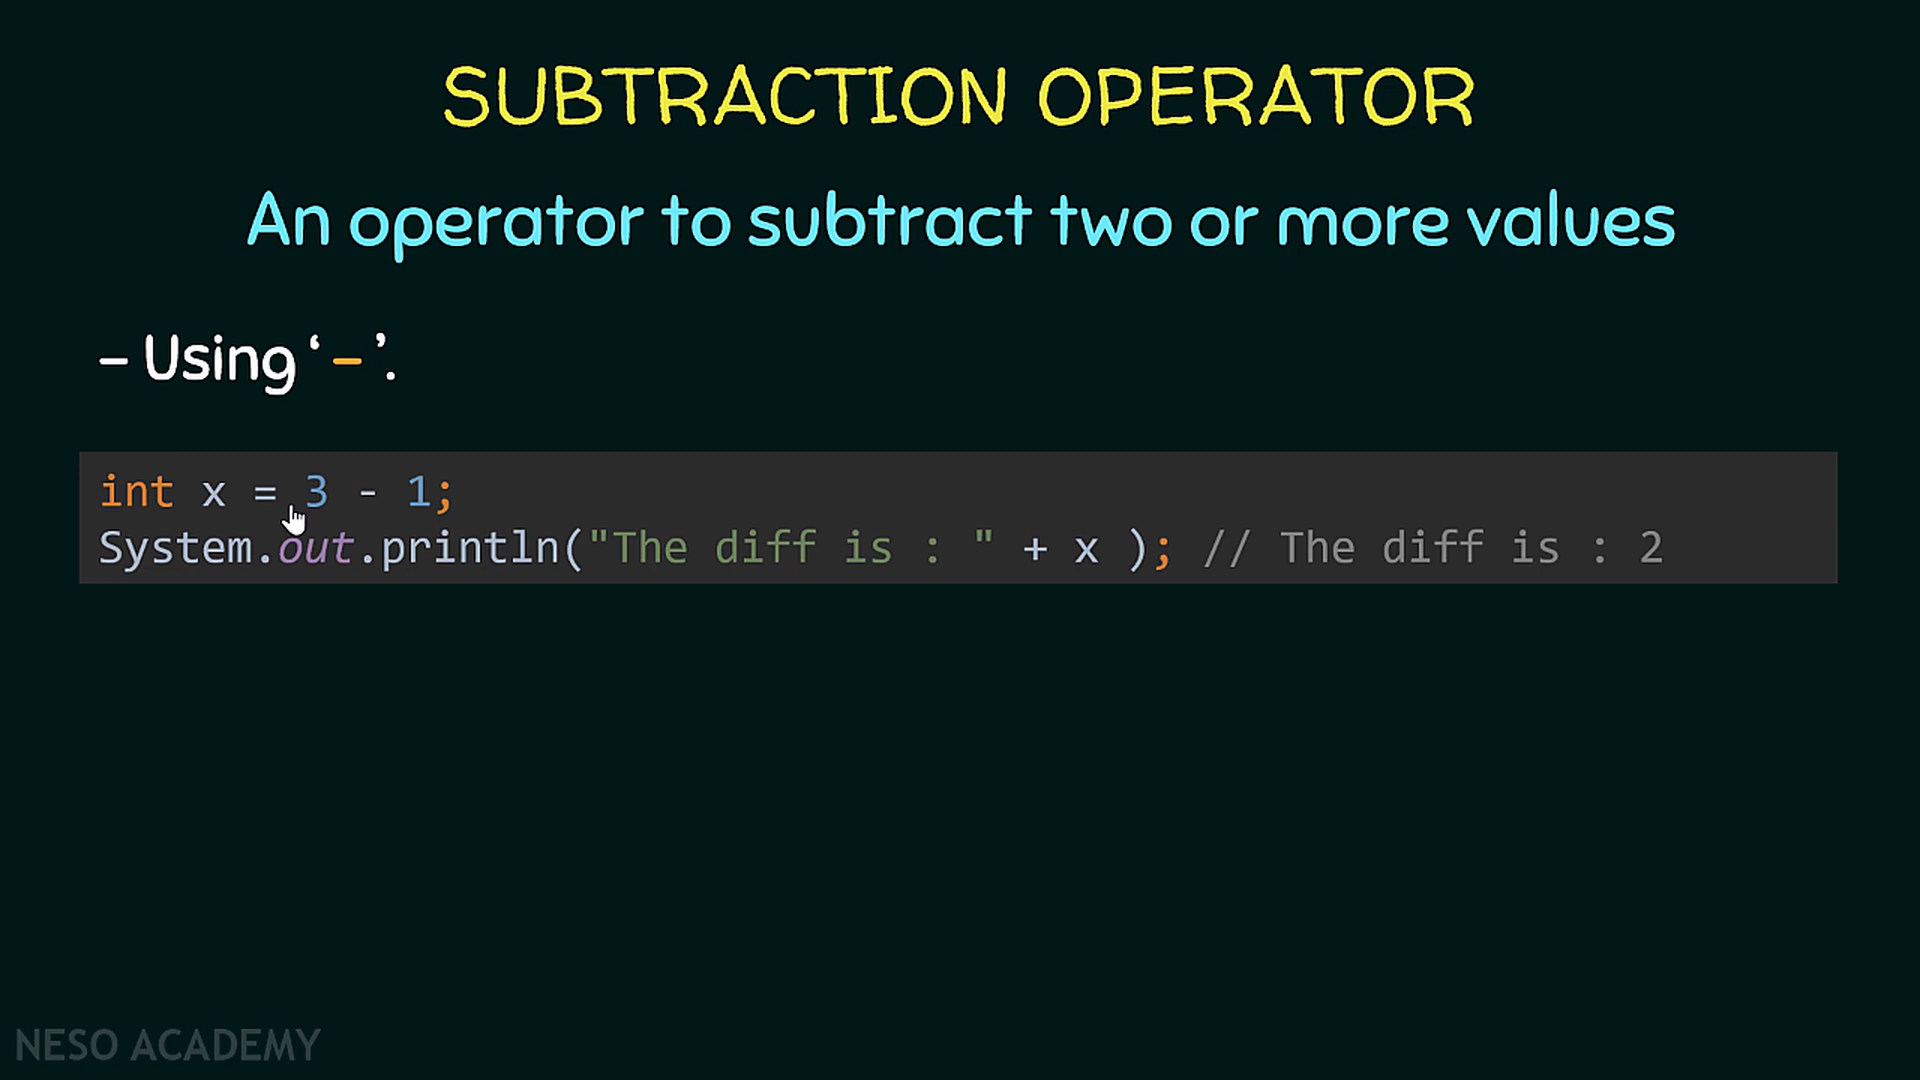 SUBTRACTION OPERATOR
An operator to subtract two or more values
– Using ‘ – ’.
int x = 3 - 1;
System.out.println("The diff is : " + x ); // The diff is : 2
NESO ACADEMY